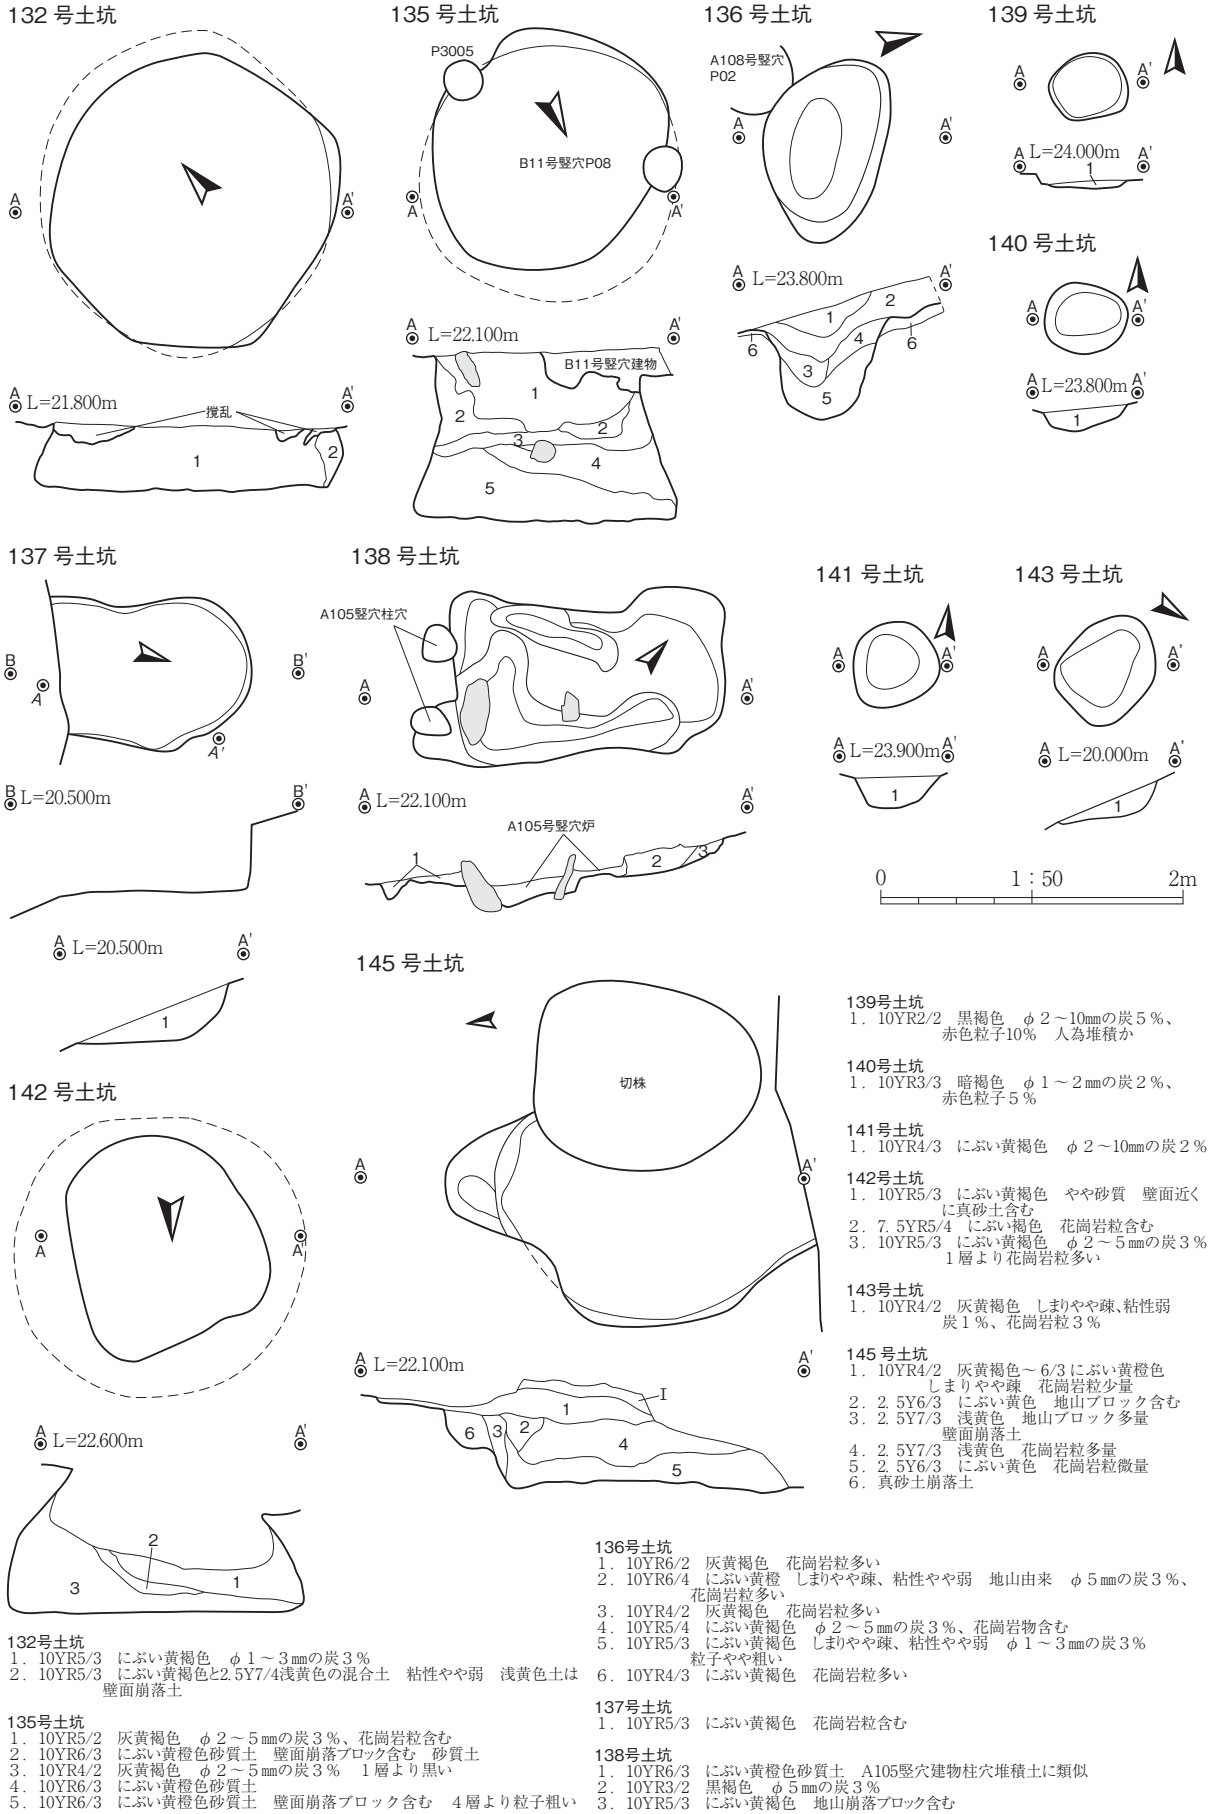 132 号土坑
A A'
A L=21.800m A'
撹乱
1 2
135 号土坑
P3005
B11号竪穴P08
A A'
A L=22.100m A'
B11号竪穴建物
1
2 2
3
4
5
136 号土坑
A108号竪穴
P02
A A'
A L=23.800m A'
1 2
6 4 6
3
5
139 号土坑
A A'
A L=24.000m A'
1
140 号土坑
A A'
A L=23.800m A'
1
137 号土坑
B B'
A
A'
B L=20.500m B'
A L=20.500m A'
1
138 号土坑
A105竪穴柱穴
A A'
A L=22.100m A'
A105号竪穴炉
1 2 3
141 号土坑
A A'
A L=23.900m A'
1
143 号土坑
A A'
A L=20.000m A'
1
0 1:50 2m
142 号土坑
A A'
A L=22.600m A'
2
3 1
145 号土坑
切株
A A'
A L=22.100m A'
I
1
6 3 2 4
5
139号土坑
1. 10YR2/2 黒褐色 φ2～10㎜の炭5%、
赤色粒子10% 人為堆積か
140号土坑
1. 10YR3/3 暗褐色 φ1～2㎜の炭2%、
赤色粒子5%
141号土坑
1. 10YR4/3 にぶい黄褐色 φ2～10㎜の炭2%
142号土坑
1. 10YR5/3 にぶい黄褐色 やや砂質 壁面近く
に真砂土含む
2. 7.5YR5/4 にぶい褐色 花崗岩粒含む
3. 10YR5/3 にぶい黄褐色 φ2～5㎜の炭3%
1層より花崗岩粒多い
143号土坑
1. 10YR4/2 灰黄褐色 しまりやや疎、粘性弱
炭1%、花崗岩粒3%
145 号土坑
1. 10YR4/2 灰黄褐色～6/3にぶい黄橙色
しまりやや疎 花崗岩粒少量
2. 2.5Y6/3 にぶい黄色 地山ブロック含む
3. 2.5Y7/3 浅黄色 地山ブロック多量
壁面崩落土
4. 2.5Y7/3 浅黄色 花崗岩粒多量
5. 2.5Y6/3 にぶい黄色 花崗岩粒微量
6. 真砂土崩落土
132号土坑
1. 10YR5/3 にぶい黄褐色 φ1～3㎜の炭3%
2. 10YR5/3 にぶい黄褐色と2.5Y7/4浅黄色の混合土 粘性やや弱 浅黄色土は
壁面崩落土
135号土坑
1. 10YR5/2 灰黄褐色 φ2～5㎜の炭3%、花崗岩粒含む
2. 10YR6/3 にぶい黄橙色砂質土 壁面崩落ブロック含む 砂質土
3. 10YR4/2 灰黄褐色 φ2～5㎜の炭3% 1層より黒い
4. 10YR6/3 にぶい黄橙色砂質土
5. 10YR6/3 にぶい黄橙色砂質土 壁面崩落ブロック含む 4層より粒子粗い
136号土坑
1. 10YR6/2 灰黄褐色 花崗岩粒多い
2. 10YR6/4 にぶい黄橙 しまりやや疎、粘性やや弱 地山由来 φ5㎜の炭3%、
花崗岩粒多い
3. 10YR4/2 灰黄褐色 花崗岩粒多い
4. 10YR5/4 にぶい黄褐色 φ2～5㎜の炭3%、花崗岩物含む
5. 10YR5/3 にぶい黄褐色 しまりやや疎、粘性やや弱 φ1～3㎜の炭3%
粒子やや粗い
6. 10YR4/3 にぶい黄褐色 花崗岩粒多い
137号土坑
1. 10YR5/3 にぶい黄褐色 花崗岩粒含む
138号土坑
1. 10YR6/3 にぶい黄橙色砂質土 A105竪穴建物柱穴堆積土に類似
2. 10YR3/2 黒褐色 φ5㎜の炭3%
3. 10YR5/3 にぶい黄褐色 地山崩落ブロック含む